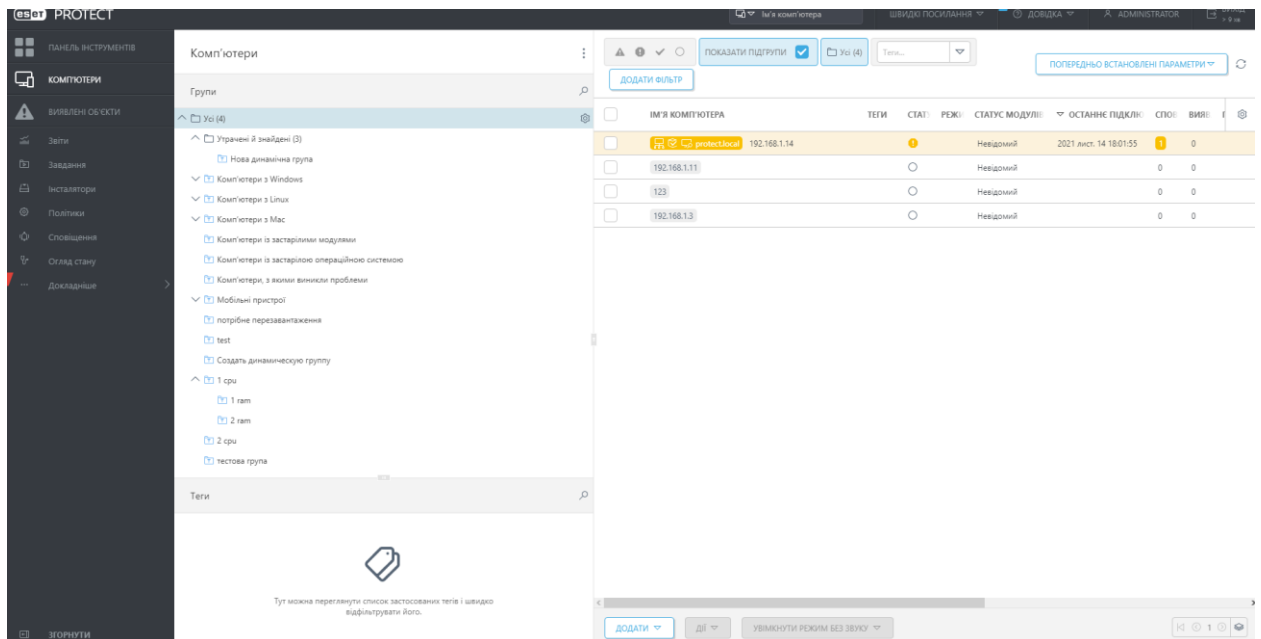 eset PROTECT
Ім'я комп'ютера
ШВИДКІ ПОСИЛАННЯ
ДОВІДКА
ADMINISTRATOR
> 9 хв
ПАНЕЛЬ ІНСТРУМЕНТІВ
КОМП'ЮТЕРИ
ВИЯВЛЕНІ ОБ'ЄКТИ
Звіти
Завдання
Інсталятори
Політики
Сповіщення
Огляд стану
Докладніше
ЗГОРНУТИ
Комп'ютери
Групи
Усі (4)
Утрачені й знайдені (3)
Нова динамічна група
Комп'ютери з Windows
Комп'ютери з Linux
Комп'ютери з Mac
Комп'ютери із застарілими модулями
Комп'ютери із застарілою операційною системою
Комп'ютери, з якими виникли проблеми
Мобільні пристрої
потрібне перезавантаження
test
Создать динамическую группу
1 cpu
1 ram
2 ram
2 cpu
тестова група
Теги
Тут можна переглянути список застосованих тегів і швидко
відфільтрувати його.
ПОКАЗАТИ ПІДГРУПИ
Усі (4)
Теги...
ПОПЕРЕДНЬО ВСТАНОВЛЕНІ ПАРАМЕТРИ
ДОДАТИ ФІЛЬТР
ІМ'Я КОМП'ЮТЕРА ТЕГИ СТАТ РЕЖИ СТАТУС МОДУЛІВ ОСТАННЄ ПІДКЛЮ СПОВ ВИЯВ
protect.local 192.168.1.14 Невідомий 2021 лист. 14 18:01:55 1 0
192.168.1.11 Невідомий 0 0
123 Невідомий 0 0
192.168.1.3 Невідомий 0 0
ДОДАТИ
ДІЇ
УВІМКНУТИ РЕЖИМ БЕЗ ЗВУКУ
1